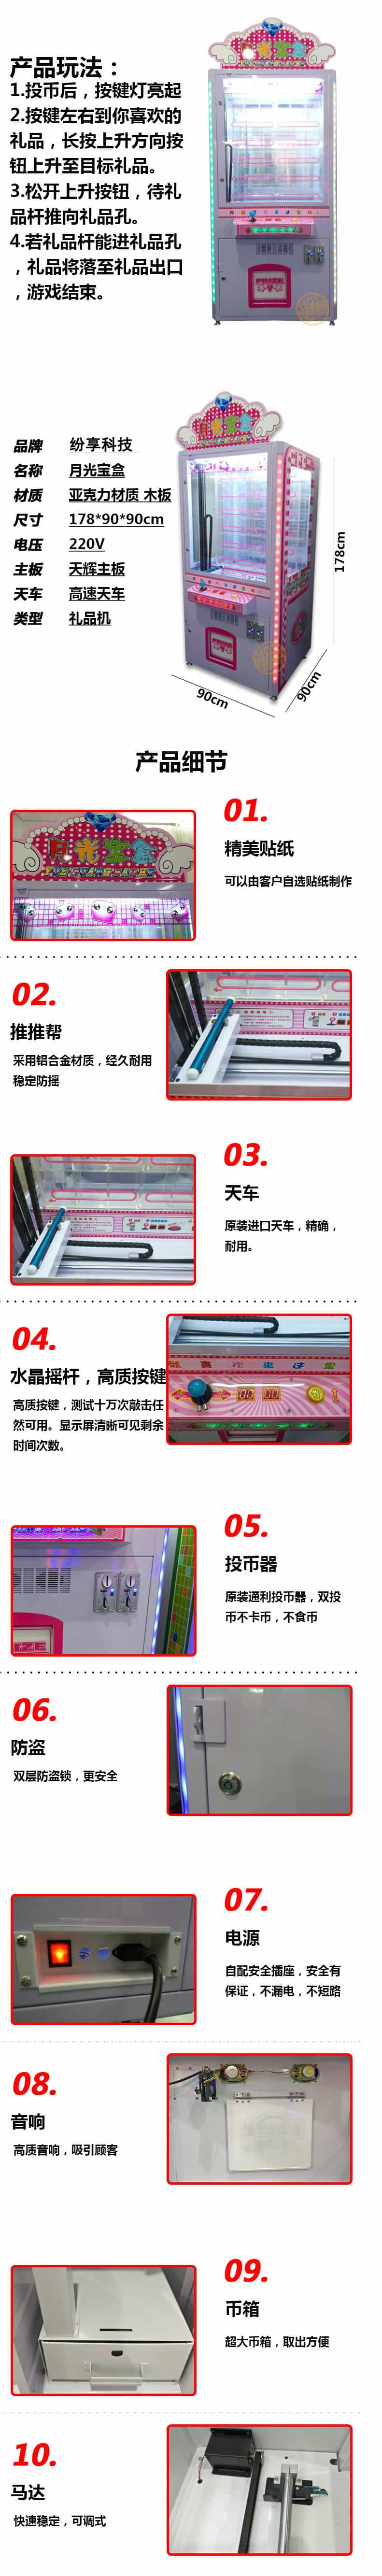 产品玩法：
1.投币后，按键灯亮起
2.按键左右到你喜欢的
礼品，长按上升方向按
钮上升至目标礼品。
3.松开上升按钮，待礼
品杆推向礼品孔。
4.若礼品杆能进礼品孔
，礼品将落至礼品出口
，游戏结束。
PRIZE
品牌 纷享科技
名称 月光宝盒
材质 亚克力材质 木板
尺寸 178*90*90cm
电压 220V
主板 天辉主板
天车 高速天车
类型 礼品机
178cm
90cm
90cm
产品细节
01.
月光宝盒
精美贴纸
可以由客户自选贴纸制作
02.
推推帮
采用铝合金材质，经久耐用
稳定防摇
03.
天车
原装进口天车，精确，
耐用。
04.
水晶摇杆，高质按键
高质按键，测试十万次敲击任
然可用。显示屏清晰可见剩余
时间次数。
喜欢来这里
05.
投币器
原装通利投币器，双投
币不卡币，不食币
06.
防盗
双层防盗锁，更安全
07.
电源
自配安全插座，安全有
保证，不漏电，不短路
08.
音响
高质音响，吸引顾客
09.
币箱
超大币箱，取出方便
10.
马达
快速稳定，可调式